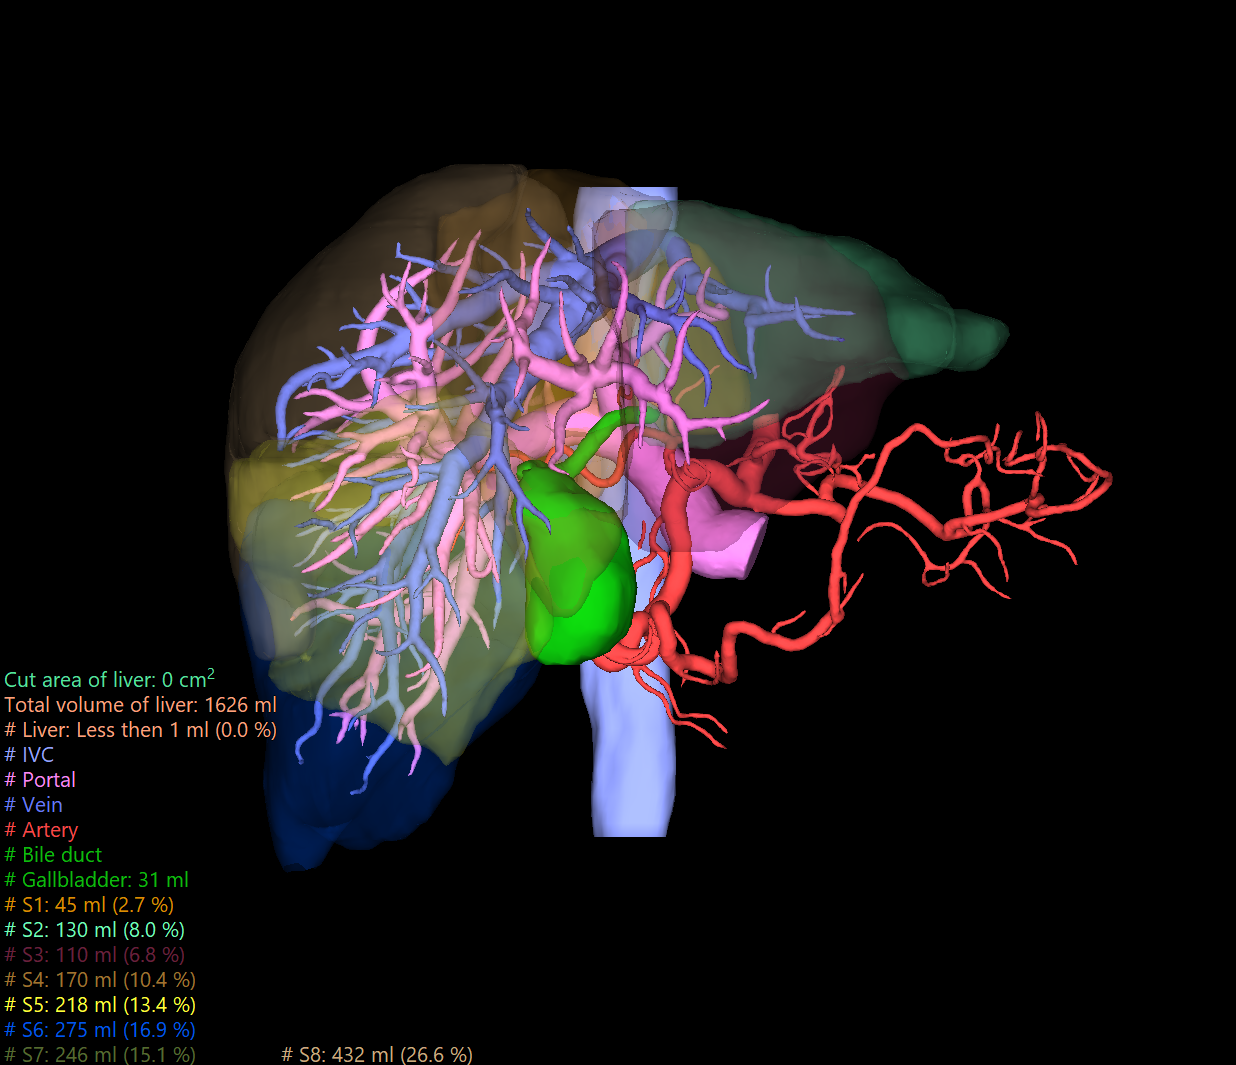 Cut area of liver: 0 cm²
Total volume of liver: 1626 ml
# Liver: Less then 1 ml (0.0 %)
# IVC
# Portal
# Vein
# Artery
# Bile duct
# Gallbladder: 31 ml
# S1: 45 ml (2.7 %)
# S2: 130 ml (8.0 %)
# S3: 110 ml (6.8 %)
# S4: 170 ml (10.4 %)
# S5: 218 ml (13.4 %)
# S6: 275 ml (16.9 %)
# S7: 246 ml (15.1 %)
# S8: 432 ml (26.6 %)